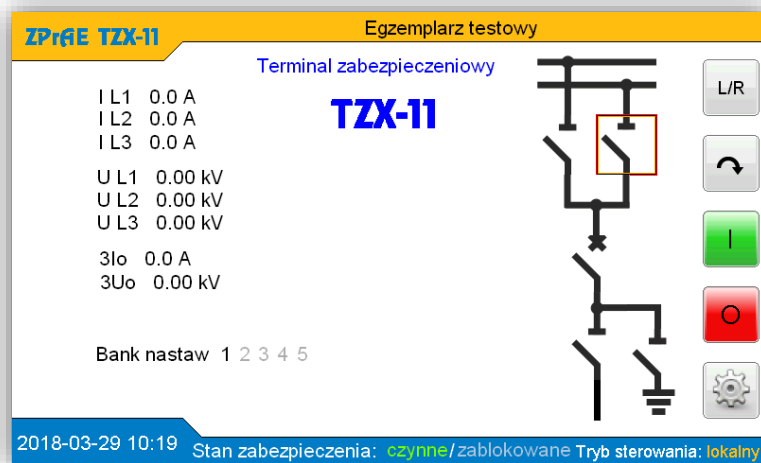 ZPrAE TZX-11
Egzemplarz testowy
Terminal zabezpieczeniowy
TZX-11
I L1 0.0 A
I L2 0.0 A
I L3 0.0 A
U L1 0.00 kV
U L2 0.00 kV
U L3 0.00 kV
3Io 0.0 A
3Uo 0.00 kV
Bank nastaw 1 2 3 4 5
L/R
I
O
2018-03-29 10:19
Stan zabezpieczenia: czynne/zablokowane Tryb sterowania: lokalny